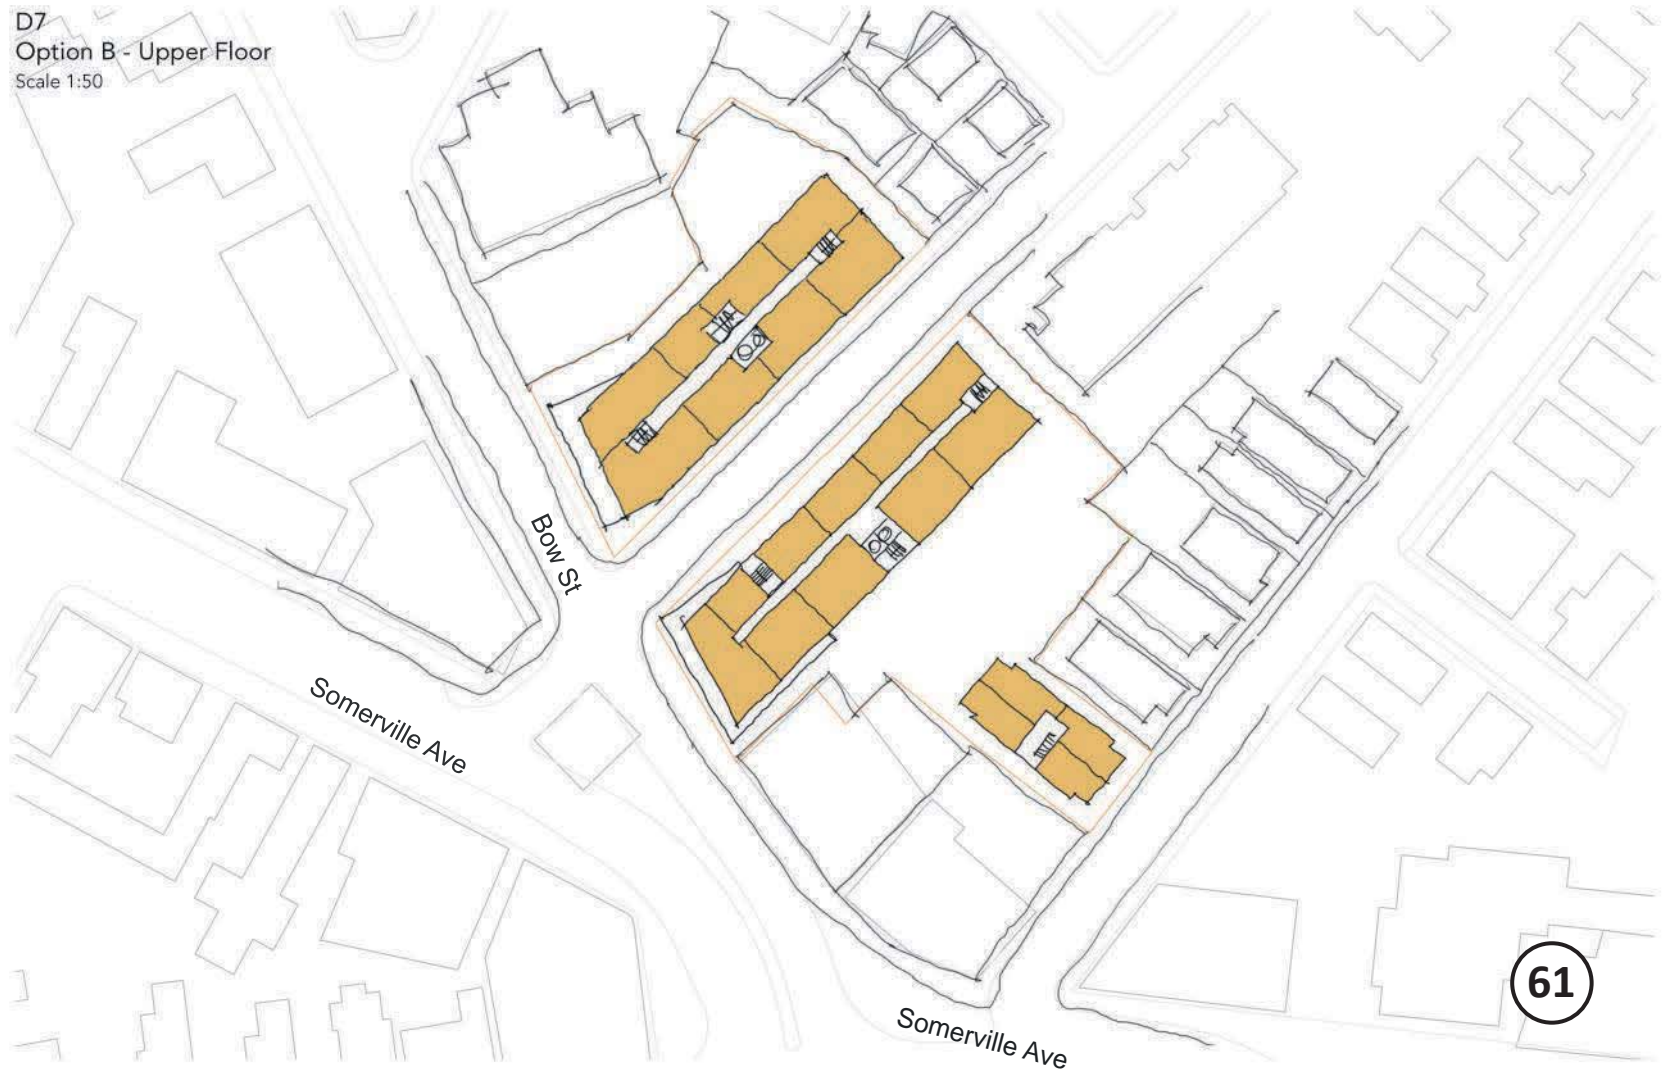 D7
Option B - Upper Floor
Scale 1:50
Bow St
Somerville Ave
61
Somerville Ave